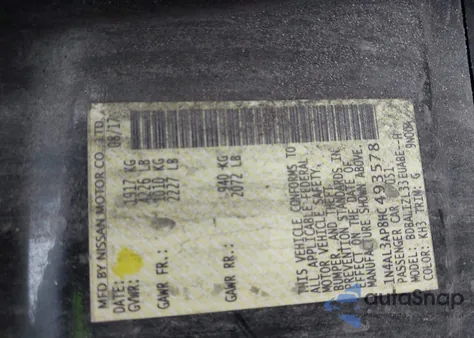 MFD BY NISSAN MOTOR CO., LTD.
DATE: 08/17
GVWR: 1917 KG
4226 LB
GAWR FR.: 1010 KG
2227 LB
GAWR RR.: 940 KG
2072 LB
THIS VEHICLE CONFORMS TO
ALL APPLICABLE FEDERAL
MOTOR VEHICLE SAFETY,
BUMPER, AND THEFT
PREVENTION STANDARDS IN
EFFECT ON THE DATE OF
MANUFACTURE SHOWN ABOVE.
1N4AL3AP8HC493578
PASSENGER CAR
MODEL:
COLOR: KH3 TRIM: G
autoSnap